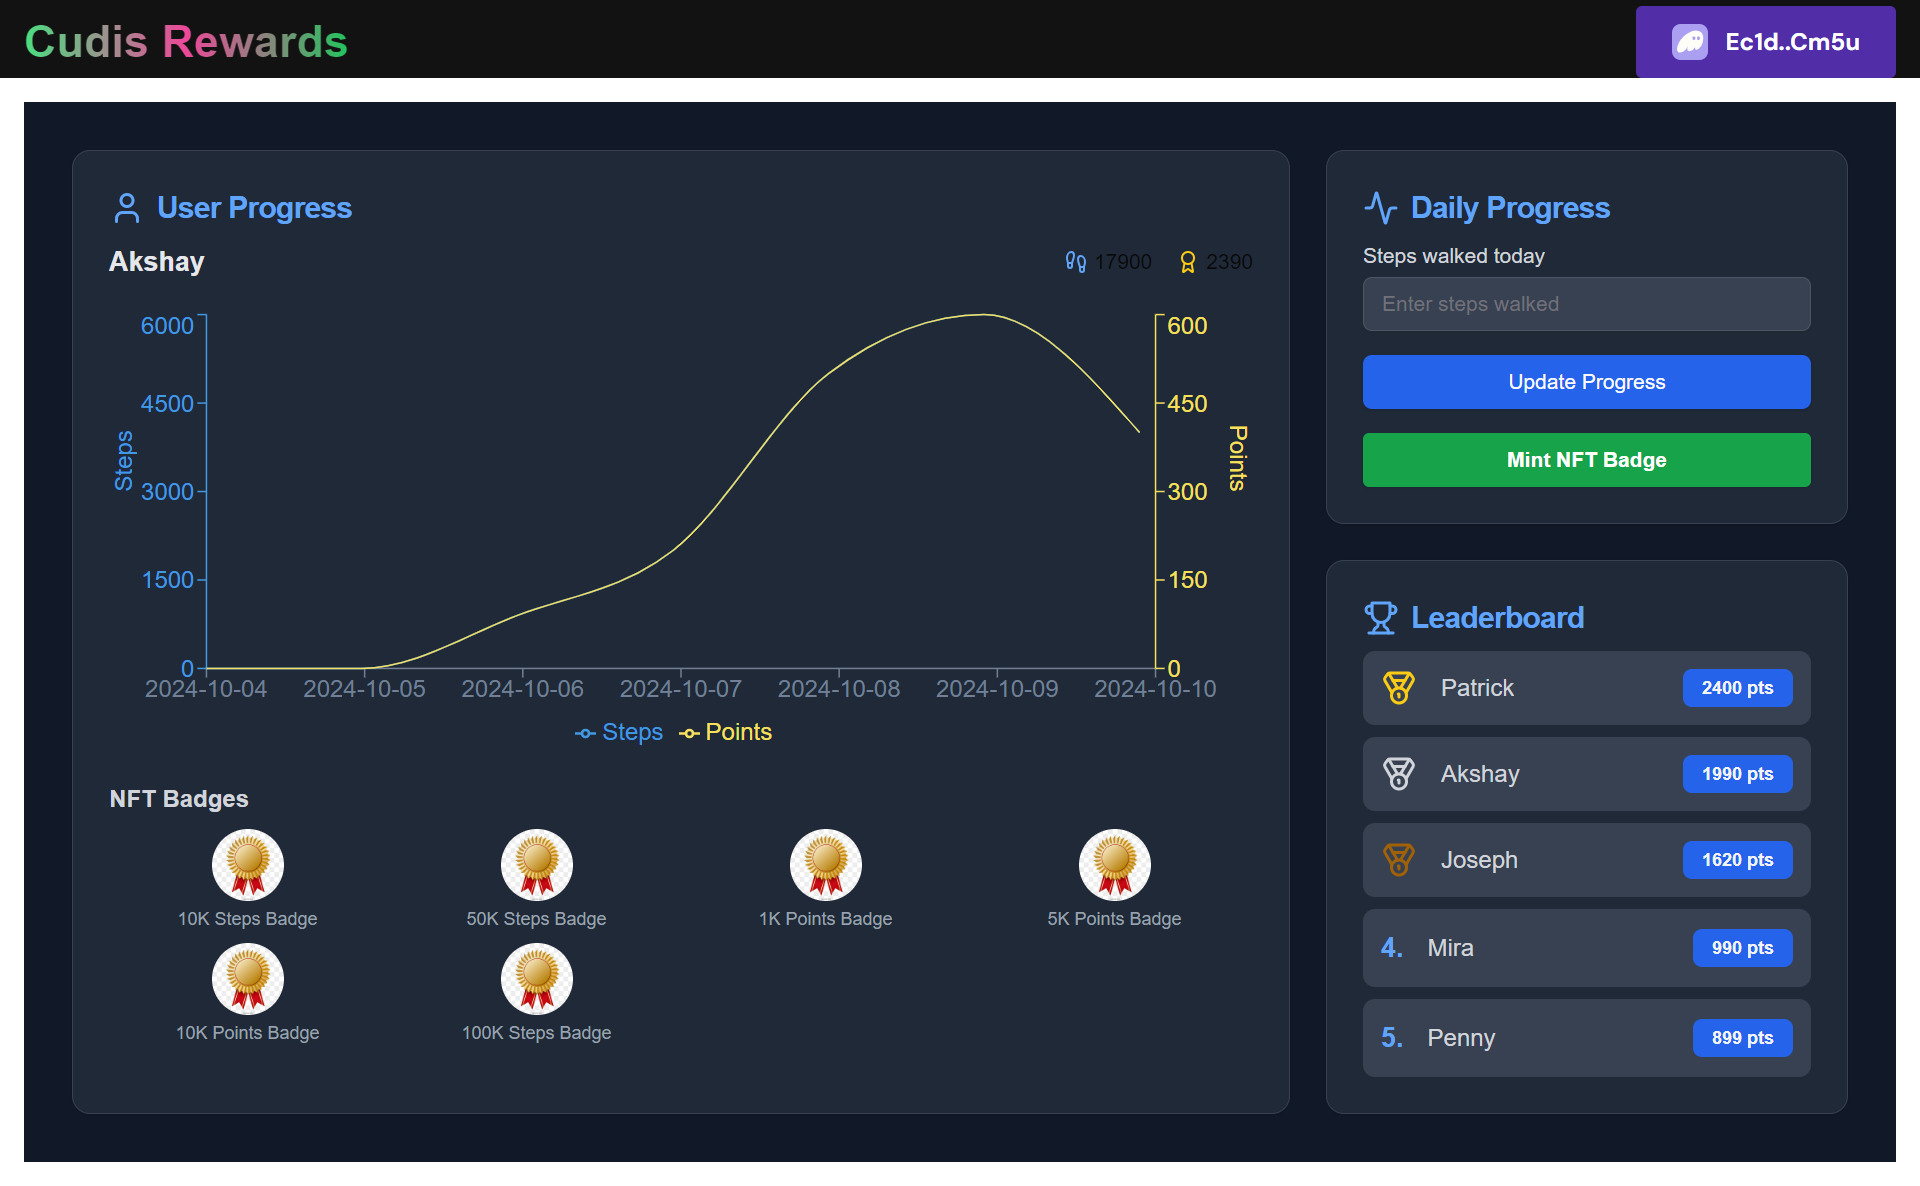 Cudis Rewards
Ec1d..Cm5u
User Progress
Akshay
17900
2390
6000
4500
3000
1500
0
Steps
600
450
300
150
0
Points
2024-10-04
2024-10-05
2024-10-06
2024-10-07
2024-10-08
2024-10-09
2024-10-10
Steps
Points
NFT Badges
10K Steps Badge
50K Steps Badge
1K Points Badge
5K Points Badge
10K Points Badge
100K Steps Badge
Daily Progress
Steps walked today
Enter steps walked
Update Progress
Mint NFT Badge
Leaderboard
Patrick
2400 pts
Akshay
1990 pts
Joseph
1620 pts
4. Mira
990 pts
5. Penny
899 pts